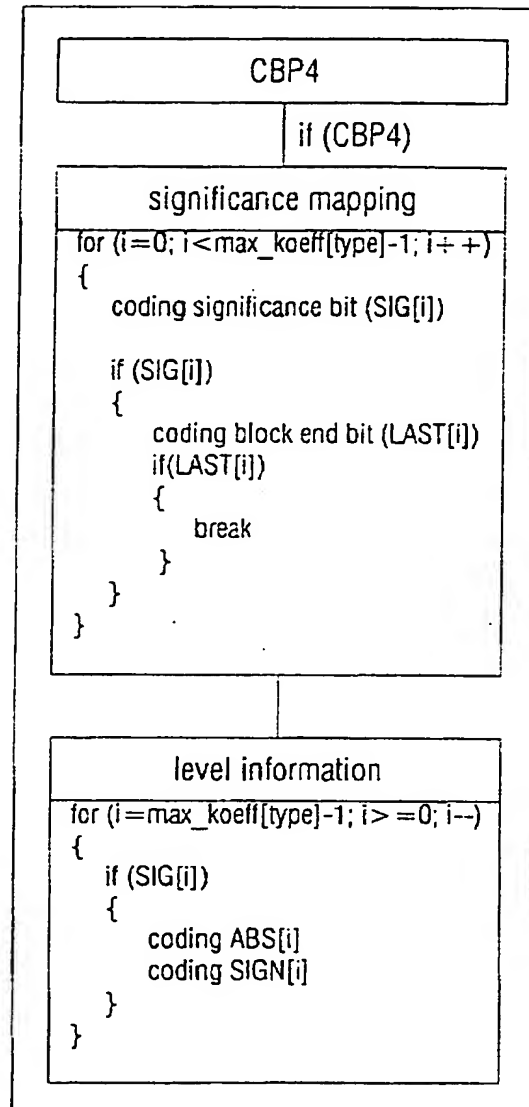 CBP4
if (CBP4)
significance mapping
for (i=0; i<max_koeff[type]-1; i++)
{
coding significance bit (SIG[i])
if (SIG[i])
{
coding block end bit (LAST[i])
if(LAST[i])
{
break
}
}
}
level information
for (i=max_koeff[type]-1; i>=0; i--)
{
if (SIG[i])
{
coding ABS[i]
coding SIGN[i]
}
}